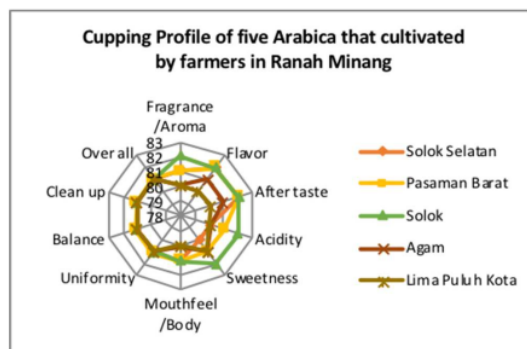 Cupping Profile of five Arabica that cultivated
by farmers in Ranah Minang
Fragrance
/Aroma
83
82
81
80
79
78
Flavor
After taste
Acidity
Sweetness
Mouthfeel
/Body
Uniformity
Balance
Clean up
Over all
Solok Selatan
Pasaman Barat
Solok
Agam
Lima Puluh Kota